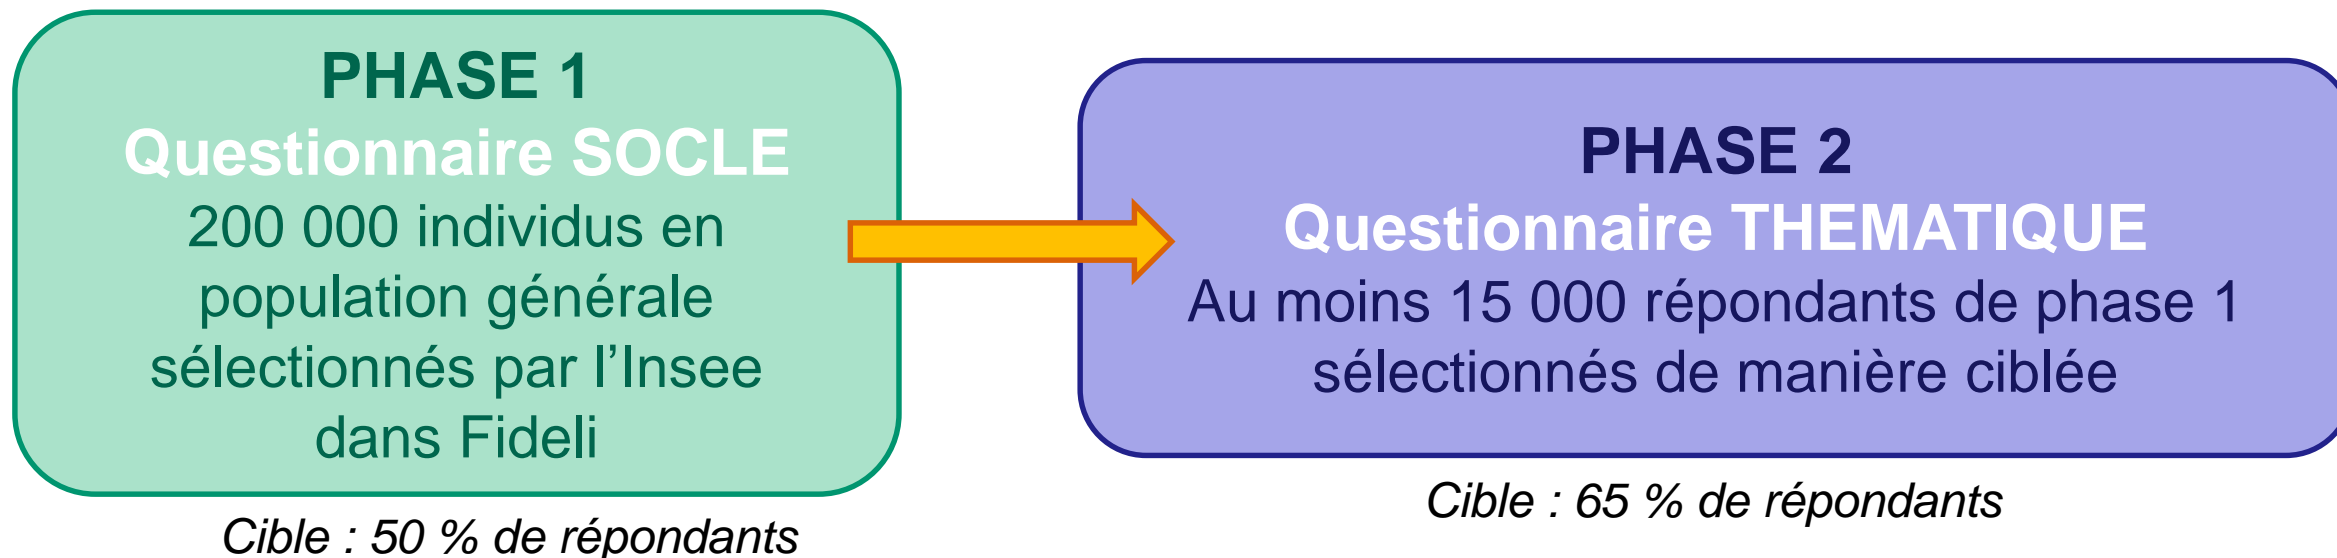 PHASE 1
Questionnaire SOCLE
200 000 individus en
population générale
sélectionnés par l’Insee
dans Fideli
Cible : 50 % de répondants
PHASE 2
Questionnaire THEMATIQUE
Au moins 15 000 répondants de phase 1
sélectionnés de manière ciblée
Cible : 65 % de répondants